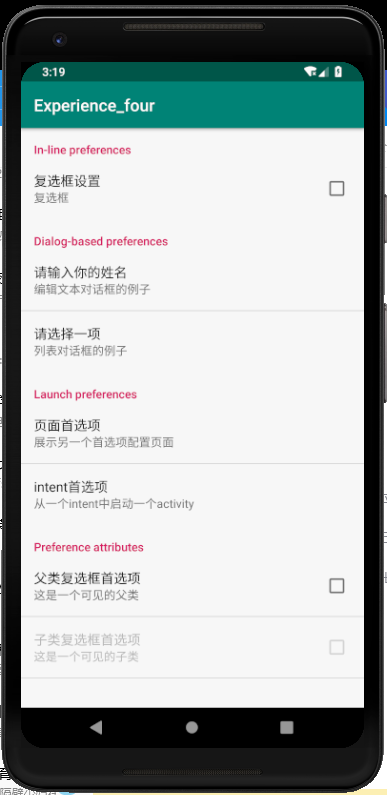 3:19
Experience_four
In-line preferences
复选框设置
复选框
Dialog-based preferences
请输入你的姓名
编辑文本对话框的例子
请选择一项
列表对话框的例子
Launch preferences
页面首选项
展示另一个首选项配置页面
intent首选项
从一个intent中启动一个activity
Preference attributes
父类复选框首选项
这是一个可见的父类
子类复选框首选项
这是一个可见的子类